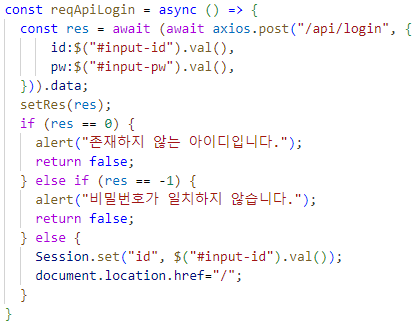 const reqApiLogin = async () => {
  const res = await (await axios.post("/api/login", {
      id:$("#input-id").val(),
      pw:$("#input-pw").val(),
  })).data;
  setRes(res);
  if (res == 0) {
    alert("존재하지 않는 아이디입니다.");
    return false;
  } else if (res == -1) {
    alert("비밀번호가 일치하지 않습니다.");
    return false;
  } else {
    Session.set("id", $("#input-id").val());
    document.location.href="/";
  }
}